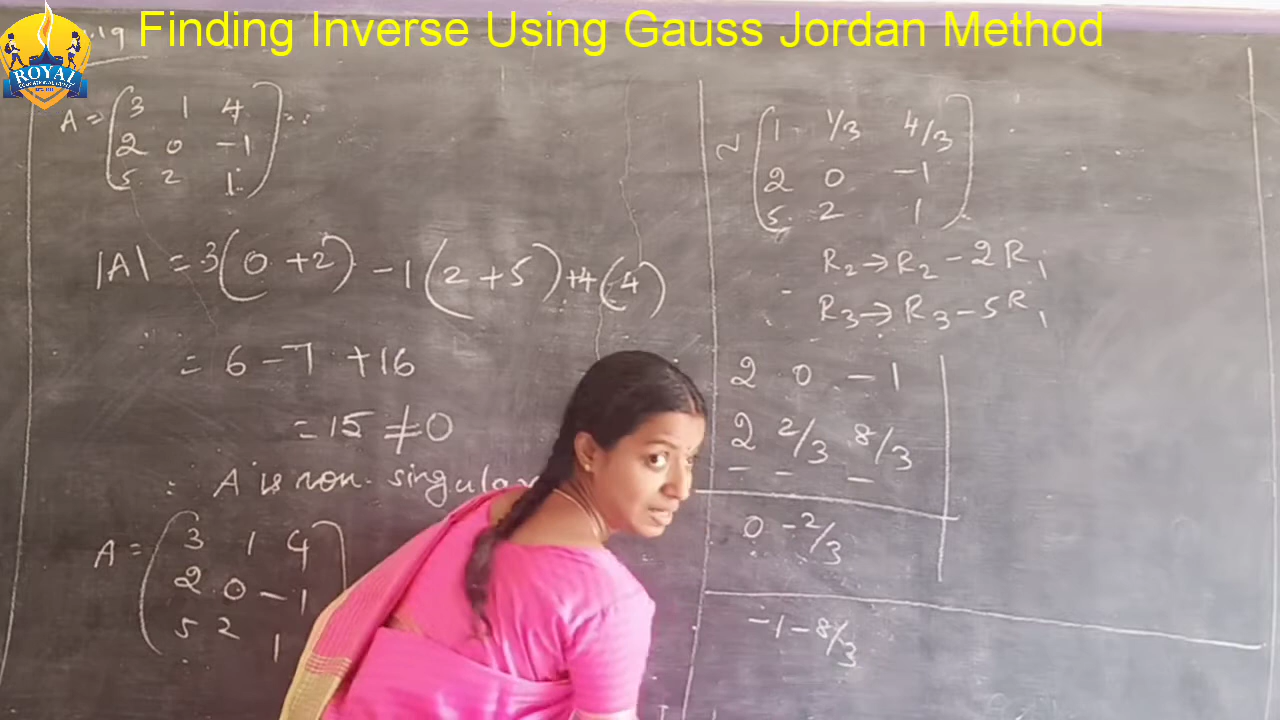 Finding Inverse Using Gauss Jordan Method
ROYAL
19
A = (3 1 4
2 0 -1
5 2 1)
|A| = 3(0+2) -1(2+5)+4(4)
= 6 -7 +16
= 15 ≠ 0
∴ A is non-singular
A = (3 1 4
2 0 -1
5 2 1
~ (1 1/3 4/3
2 0 -1
5 2 1)
R2→R2-2R1
R3→R3-5R1
2 0 -1
2 2/3 8/3
- - -
0 -2/3
-1-8/3